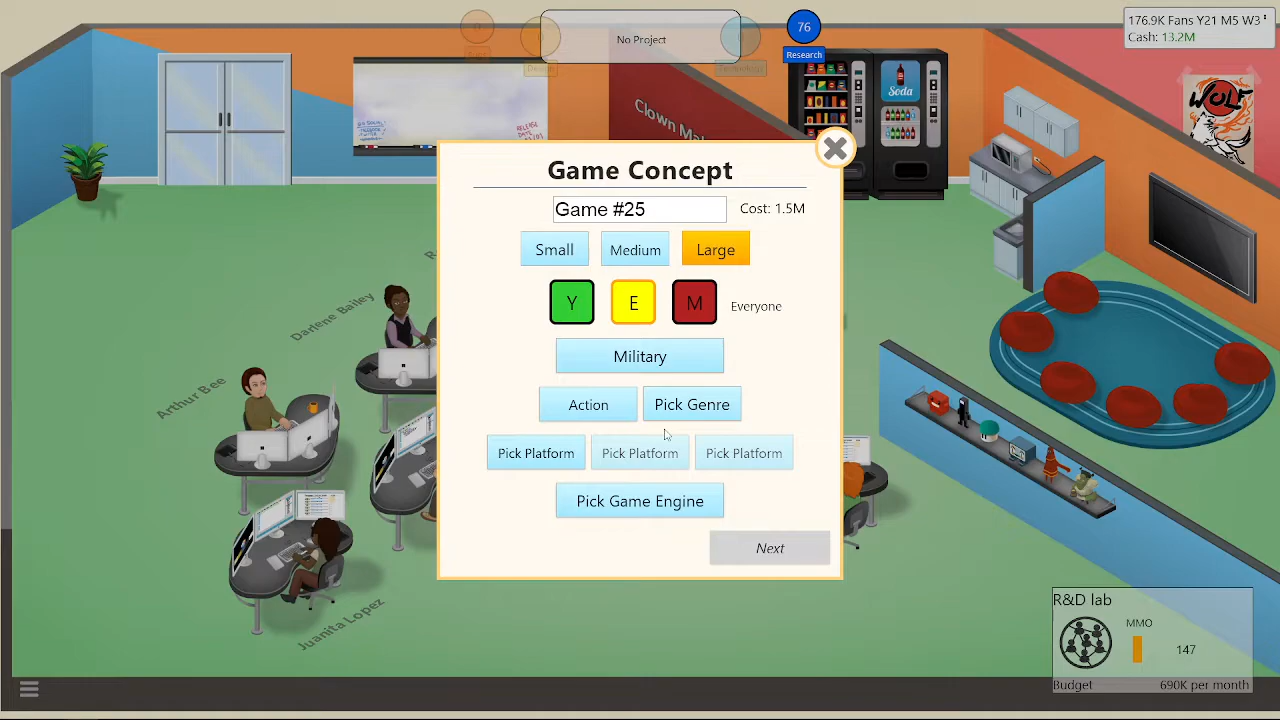 No Project
76
Research
176.9K Fans Y21 M5 W3
Cash: 13.2M
Soda
WOLF
RELEASE
Clown Ma
Game Concept
Game #25
Cost: 1.5M
Small
Medium
Large
Y
E
M
Everyone
Darlene Bailey
Military
Arthur Bee
Action
Pick Genre
Pick Platform
Pick Platform
Pick Platform
Pick Game Engine
Next
Juanita Lopez
R&D lab
MMO
147
Budget
690K per month